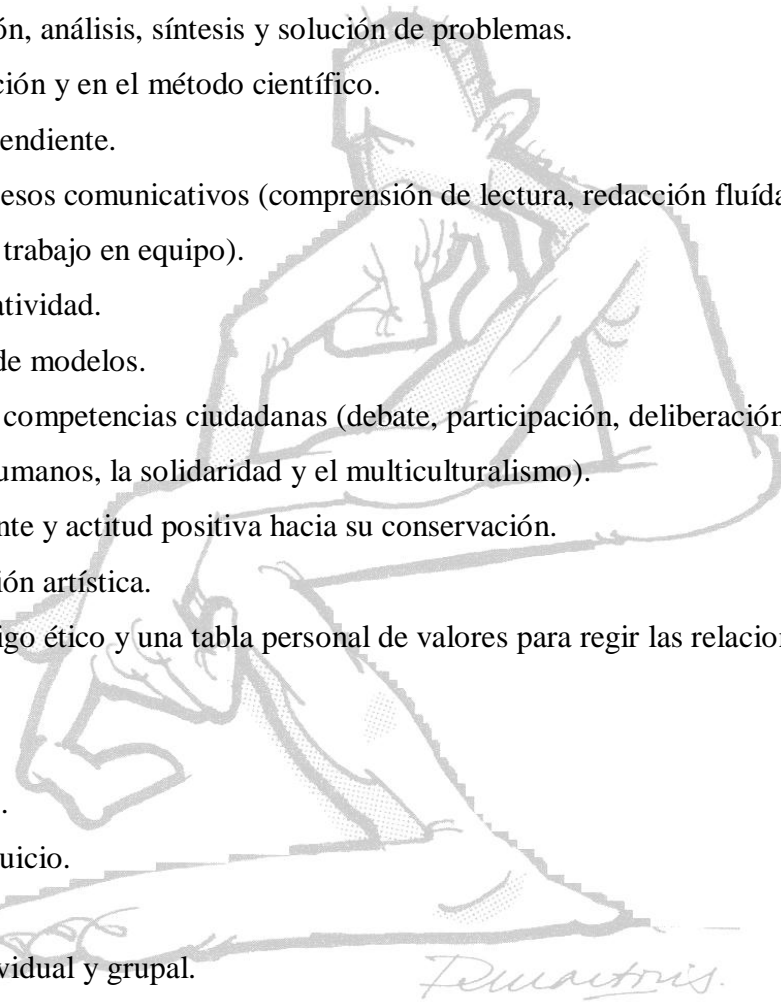 ón, análisis, síntesis y solución de problemas.
ción y en el método científico.
endiente.
esos comunicativos (comprensión de lectura, redacción fluída
trabajo en equipo).
atividad.
de modelos.
competencias ciudadanas (debate, participación, deliberación
umanos, la solidaridad y el multiculturalismo).
nte y actitud positiva hacia su conservación.
ión artística.
igo ético y una tabla personal de valores para regir las relacion
.
uicio.
vidual y grupal.